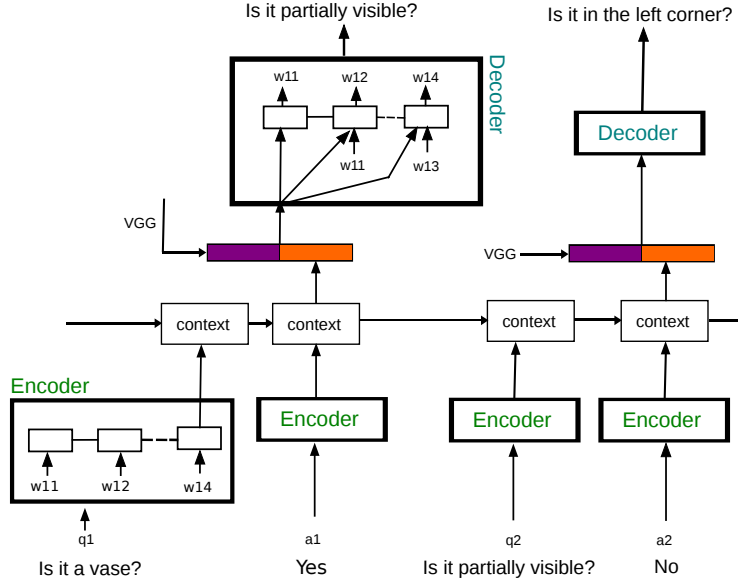 Is it partially visible?
Is it in the left corner?
Decoder
w11
w12
w14
w11
w13
Decoder
VGG
VGG
context
context
context
context
Encoder
w11
w12
w14
Encoder
Encoder
Encoder
q1
a1
q2
a2
Is it a vase?
Yes
Is it partially visible?
No